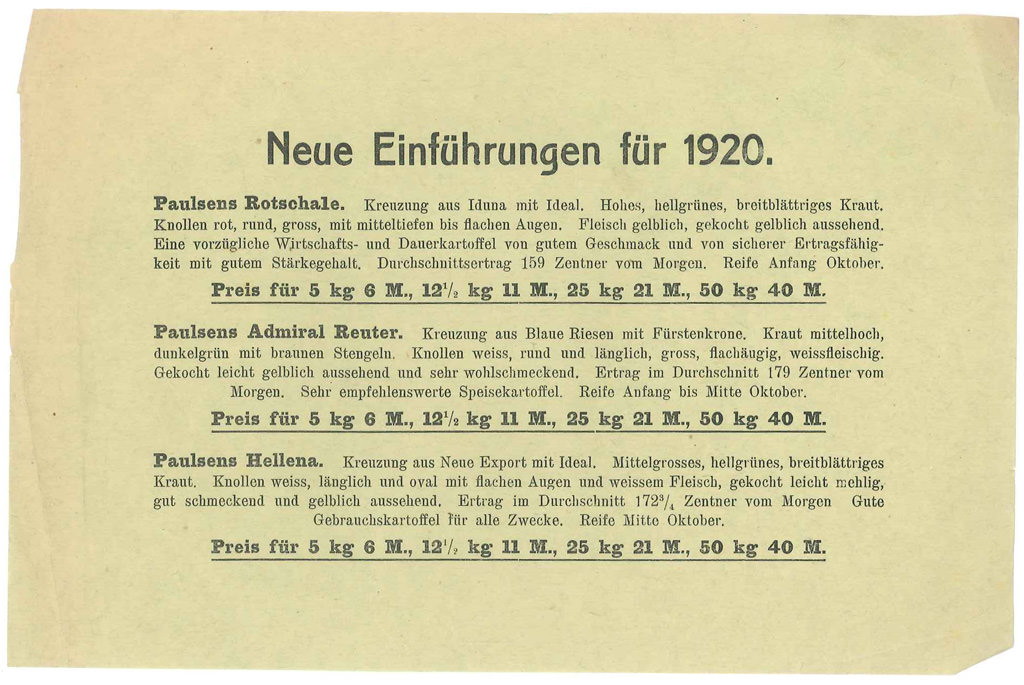 Neue Einführungen für 1920.
Paulsens Rotschale. Kreuzung aus Iduna mit Ideal. Hohes, hellgrünes, breitblättriges Kraut.
Knollen rot, rund, gross, mit mitteltiefen bis flachen Augen. Fleisch gelblich, gekocht gelblich aussehend.
Eine vorzügliche Wirtschafts- und Dauerkartoffel von gutem Geschmack und von sicherer Ertragsfähig-
keit mit gutem Stärkegehalt. Durchschnittsertrag 159 Zentner vom Morgen. Reife Anfang Oktober.
Preis für 5 kg 6 M., 12¹/₂ kg 11 M., 25 kg 21 M., 50 kg 40 M.
Paulsens Admiral Reuter. Kreuzung aus Blaue Riesen mit Fürstenkrone. Kraut mittelhoch,
dunkelgrün mit braunen Stengeln. Knollen weiss, rund und länglich, gross, flachäugig, weissfleischig.
Gekocht leicht gelblich aussehend und sehr wohlschmeckend. Ertrag im Durchschnitt 179 Zentner vom
Morgen. Sehr empfehlenswerte Speisekartoffel. Reife Anfang bis Mitte Oktober.
Preis für 5 kg 6 M., 12¹/₂ kg 11 M., 25 kg 21 M., 50 kg 40 M.
Paulsens Hellena. Kreuzung aus Neue Export mit Ideal. Mittelgrosses, hellgrünes, breitblättriges
Kraut. Knollen weiss, länglich und oval mit flachen Augen und weissem Fleisch, gekocht leicht mehlig,
gut schmeckend und gelblich aussehend. Ertrag im Durchschnitt 172³/₄ Zentner vom Morgen Gute
Gebrauchskartoffel für alle Zwecke. Reife Mitte Oktober.
Preis für 5 kg 6 M., 12¹/₂ kg 11 M., 25 kg 21 M., 50 kg 40 M.